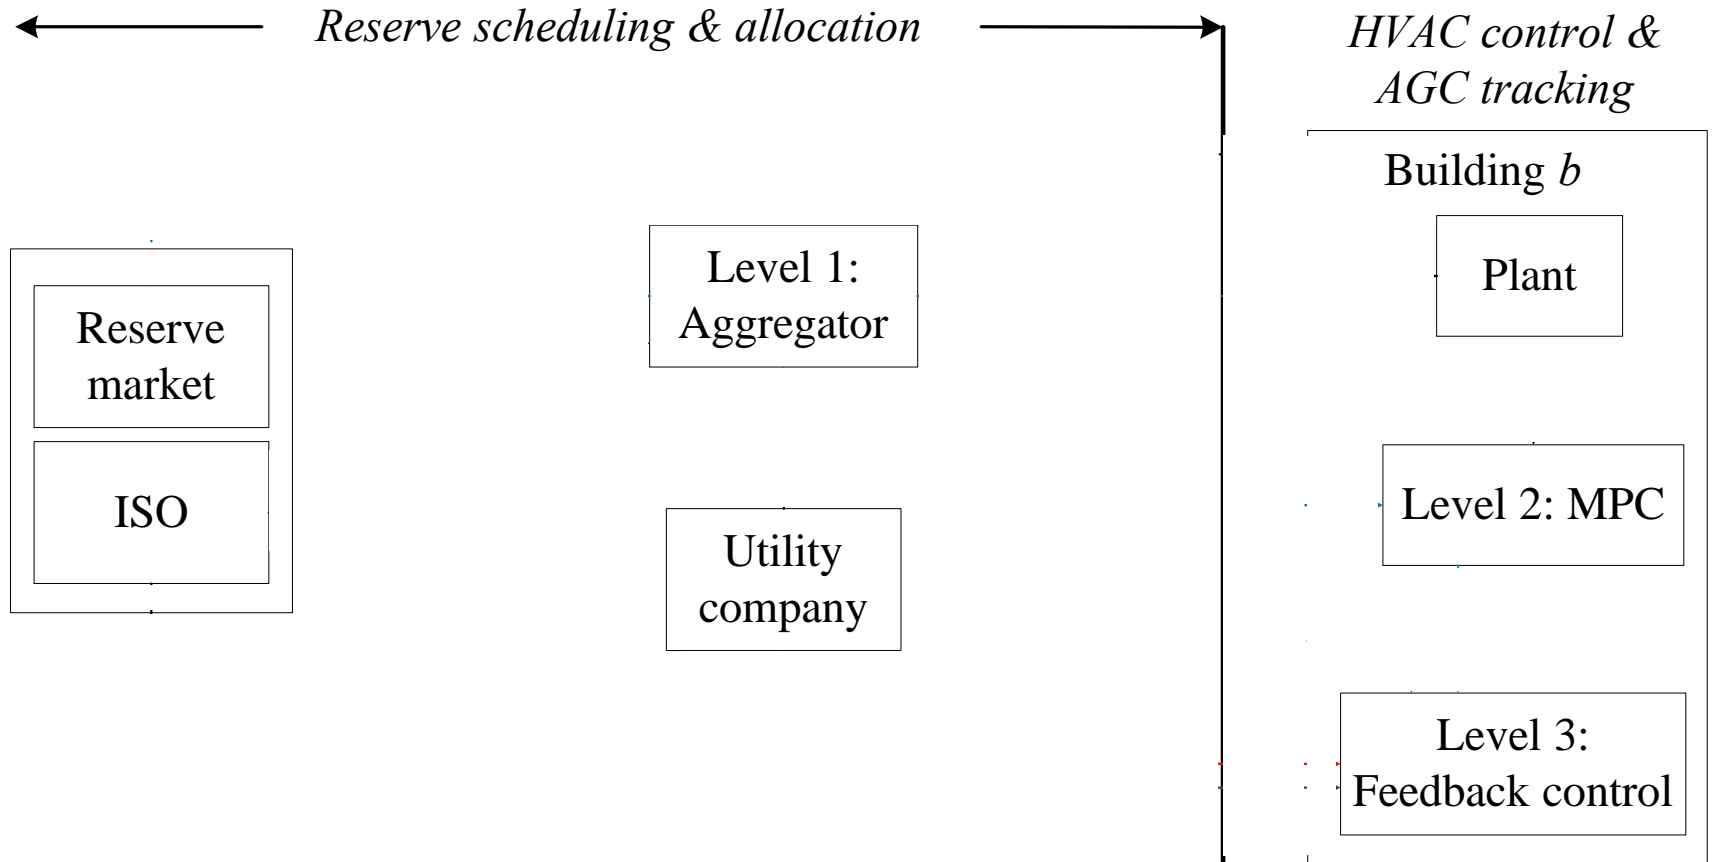 Reserve scheduling & allocation
HVAC control &
AGC tracking
Building b
Level 1:
Aggregator
Plant
Reserve
market
ISO
Level 2: MPC
Utility
company
Level 3:
Feedback control